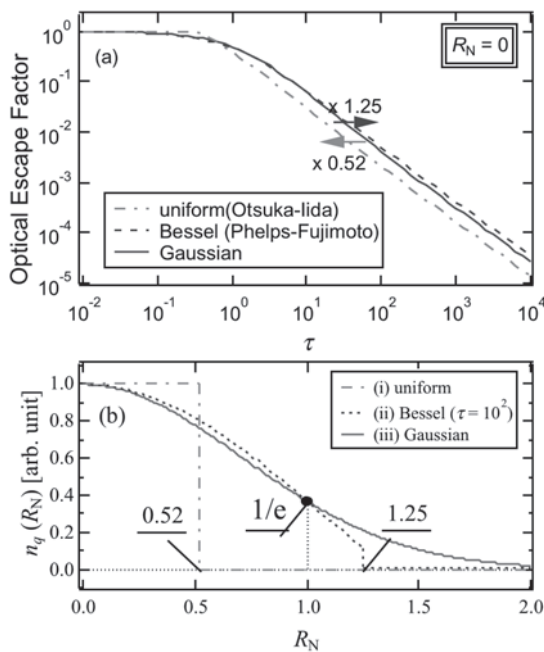 10^0
10^-1
10^-2
10^-3
10^-4
10^-5
Optical Escape Factor
(a)
R_N = 0
x 1.25
x 0.52
uniform(Otsuka-Iida)
Bessel (Phelps-Fujimoto)
Gaussian
10^-2 10^-1 10^0 10^1 10^2 10^3 10^4
τ
1.0
0.8
0.6
0.4
0.2
0.0
n_q (R_N) [arb. unit]
(b)
(i) uniform
(ii) Bessel (τ = 10^2)
(iii) Gaussian
0.52
1/e
1.25
0.0 0.5 1.0 1.5 2.0
R_N